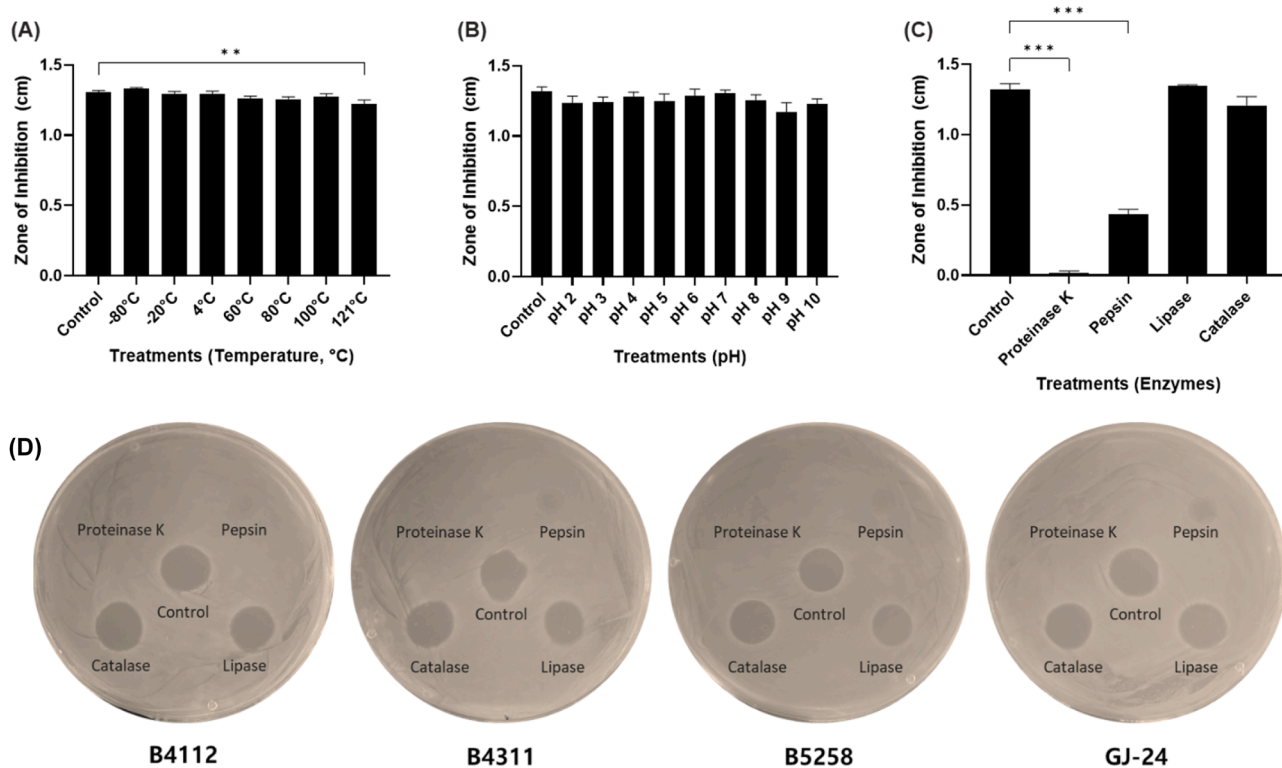 (A)
**
Zone of Inhibition (cm)
1.5
1.0
0.5
0.0
Control
-80°C
-20°C
4°C
60°C
80°C
100°C
121°C
Treatments (Temperature, °C)
(B)
Zone of Inhibition (cm)
1.5
1.0
0.5
0.0
Control
pH 2
pH 3
pH 4
pH 5
pH 6
pH 7
pH 8
pH 9
pH 10
Treatments (pH)
(C)
***
***
Zone of Inhibition (cm)
1.5
1.0
0.5
0.0
Control
Proteinase K
Pepsin
Lipase
Catalase
Treatments (Enzymes)
(D)
Proteinase K Pepsin
Control
Catalase Lipase
B4112
Proteinase K Pepsin
Control
Catalase Lipase
B4311
Proteinase K Pepsin
Control
Catalase Lipase
B5258
Proteinase K Pepsin
Control
Catalase Lipase
GJ-24